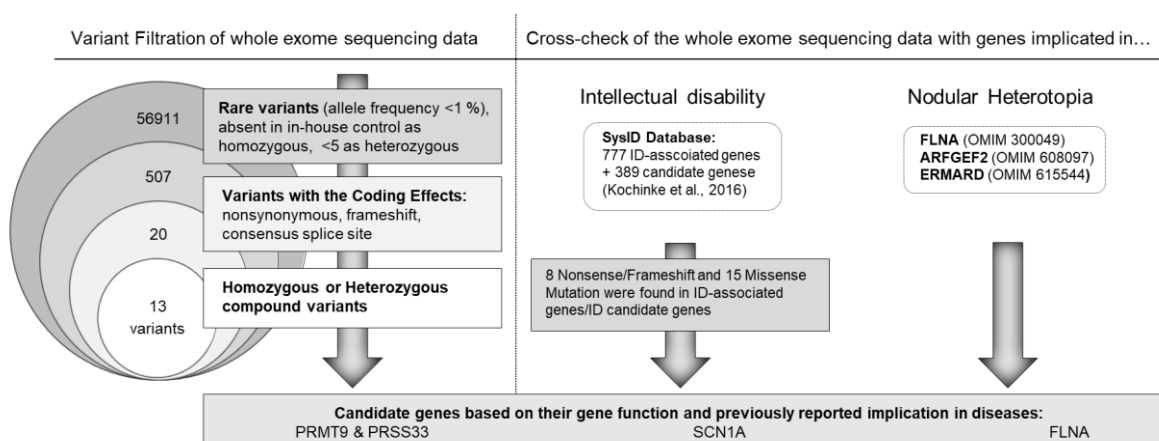 Variant Filtration of whole exome sequencing data
56911
507
20
13
variants
Rare variants (allele frequency <1 %),
absent in in-house control as
homozygous, <5 as heterozygous
Variants with the Coding Effects:
nonsynonymous, frameshift,
consensus splice site
Homozygous or Heterozygous
compound variants
Cross-check of the whole exome sequencing data with genes implicated in…
Intellectual disability
SysID Database:
777 ID-asscoiated genes
+ 389 candidate genese
(Kochinke et al., 2016)
8 Nonsense/Frameshift and 15 Missense
Mutation were found in ID-associated
genes/ID candidate genes
Nodular Heterotopia
FLNA (OMIM 300049)
ARFGEF2 (OMIM 608097)
ERMARD (OMIM 615544)
Candidate genes based on their gene function and previously reported implication in diseases:
PRMT9 & PRSS33 SCN1A FLNA